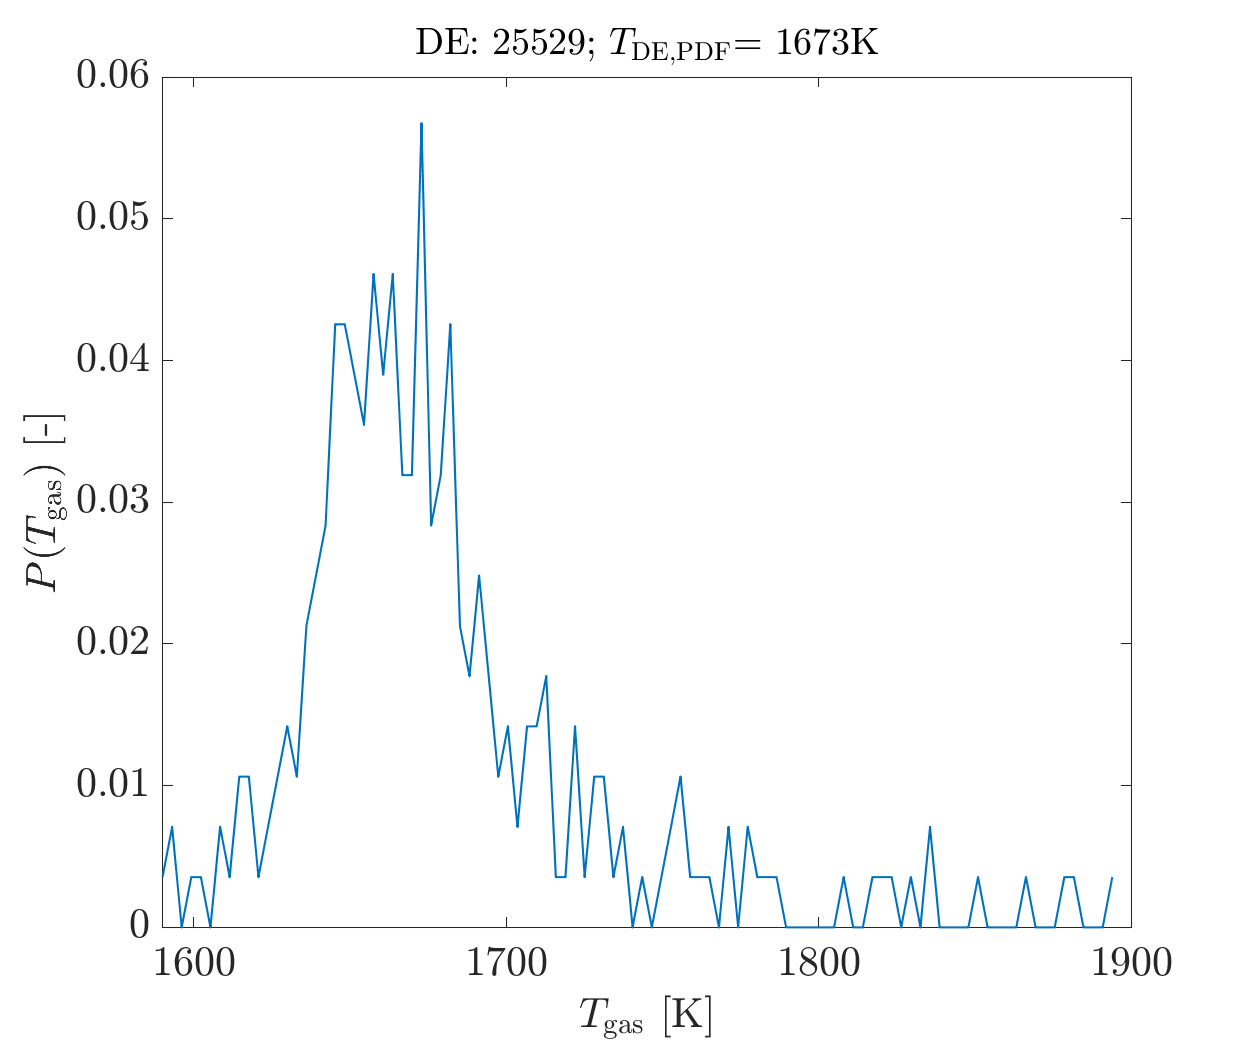 DE: 25529; T_DE,PDF= 1673K
0.06
0.05
0.04
0.03
0.02
0.01
0
P(T_gas) [-]
1600 1700 1800 1900
T_gas [K]